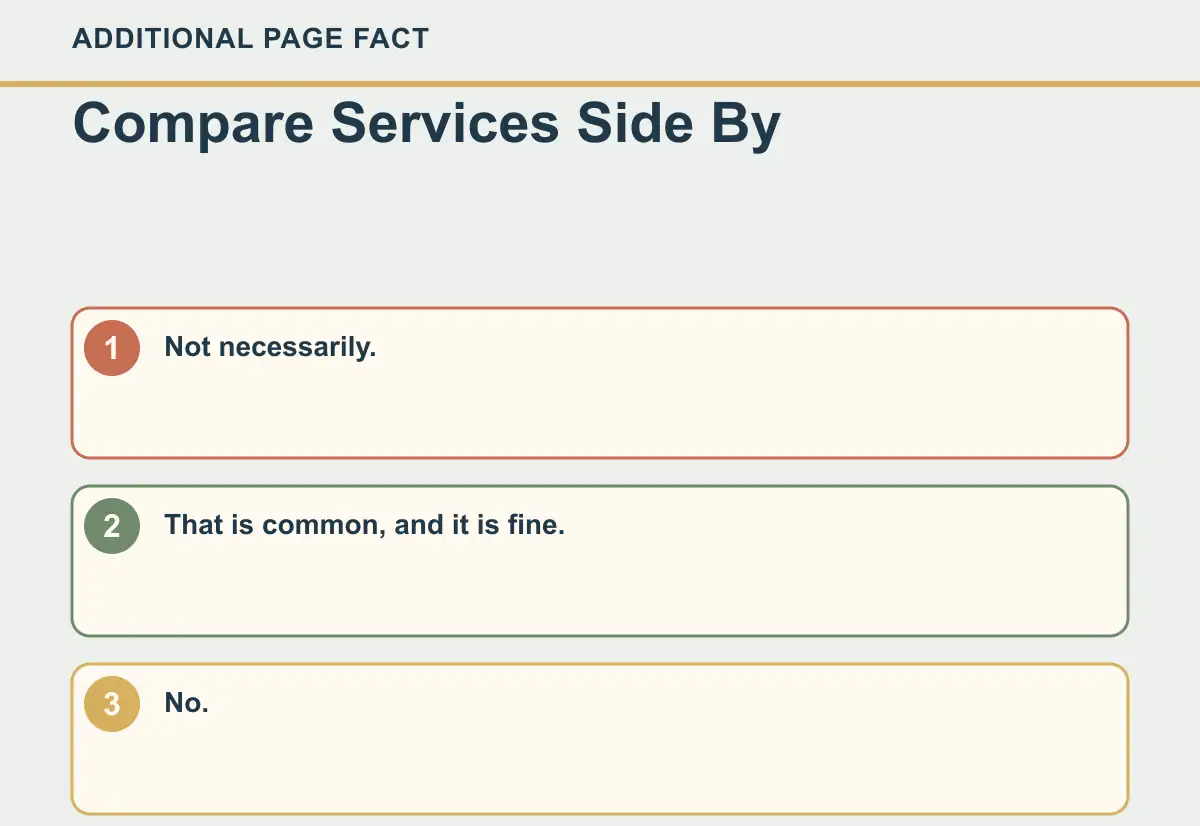 ADDITIONAL PAGE FACT
Compare Services Side By
1 Not necessarily.
2 That is common, and it is fine.
3 No.